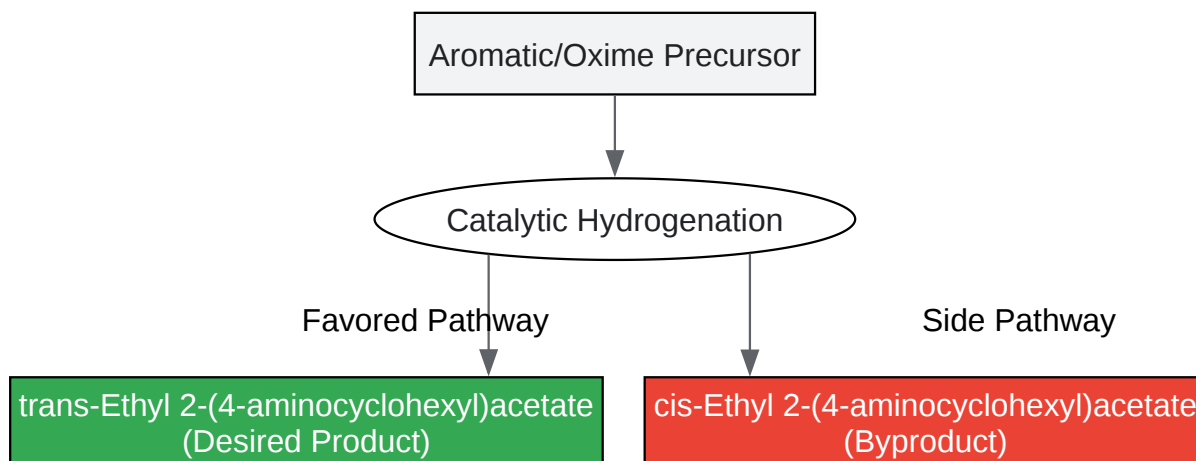 Aromatic/Oxime Precursor
Catalytic Hydrogenation
Favored Pathway
Side Pathway
trans-Ethyl 2-(4-aminocyclohexyl)acetate
(Desired Product)
cis-Ethyl 2-(4-aminocyclohexyl)acetate
(Byproduct)